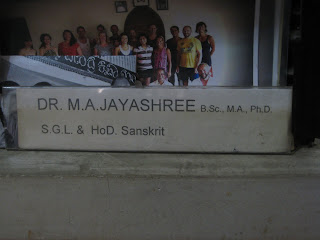 DR. M.A.JAYASHREE B.Sc., M.A., Ph.D.
S.G.L. & HoD. Sanskrit